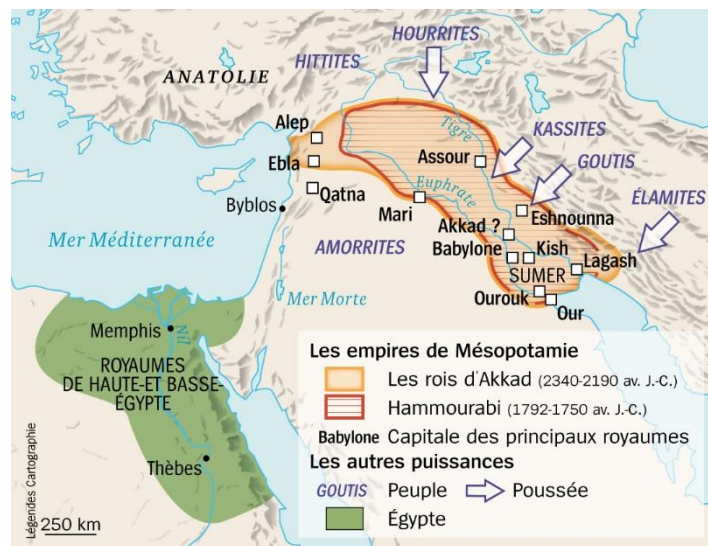 HOURRITES
HITTITES
ANATOLIE
Tigre
KASSITES
Alep
GOUTIS
Assour
Ebla
ÉLAMITES
Euphrate
Qatna
Mari
Byblos
Eshnounna
Akkad ?
Mer Méditerranée
AMORRITES
Babylone
Kish
Lagash
SUMER
Mer Morte
Ourouk
Our
Memphis
Nil
ROYAUMES
DE HAUTE-ET BASSE-
ÉGYPTE
Thèbes
Légendes Cartographie
250 km
Les empires de Mésopotamie
Les rois d'Akkad (2340-2190 av. J.-C.)
Hammourabi (1792-1750 av. J.-C.)
Babylone Capitale des principaux royaumes
Les autres puissances
GOUTIS Peuple Poussée
Égypte